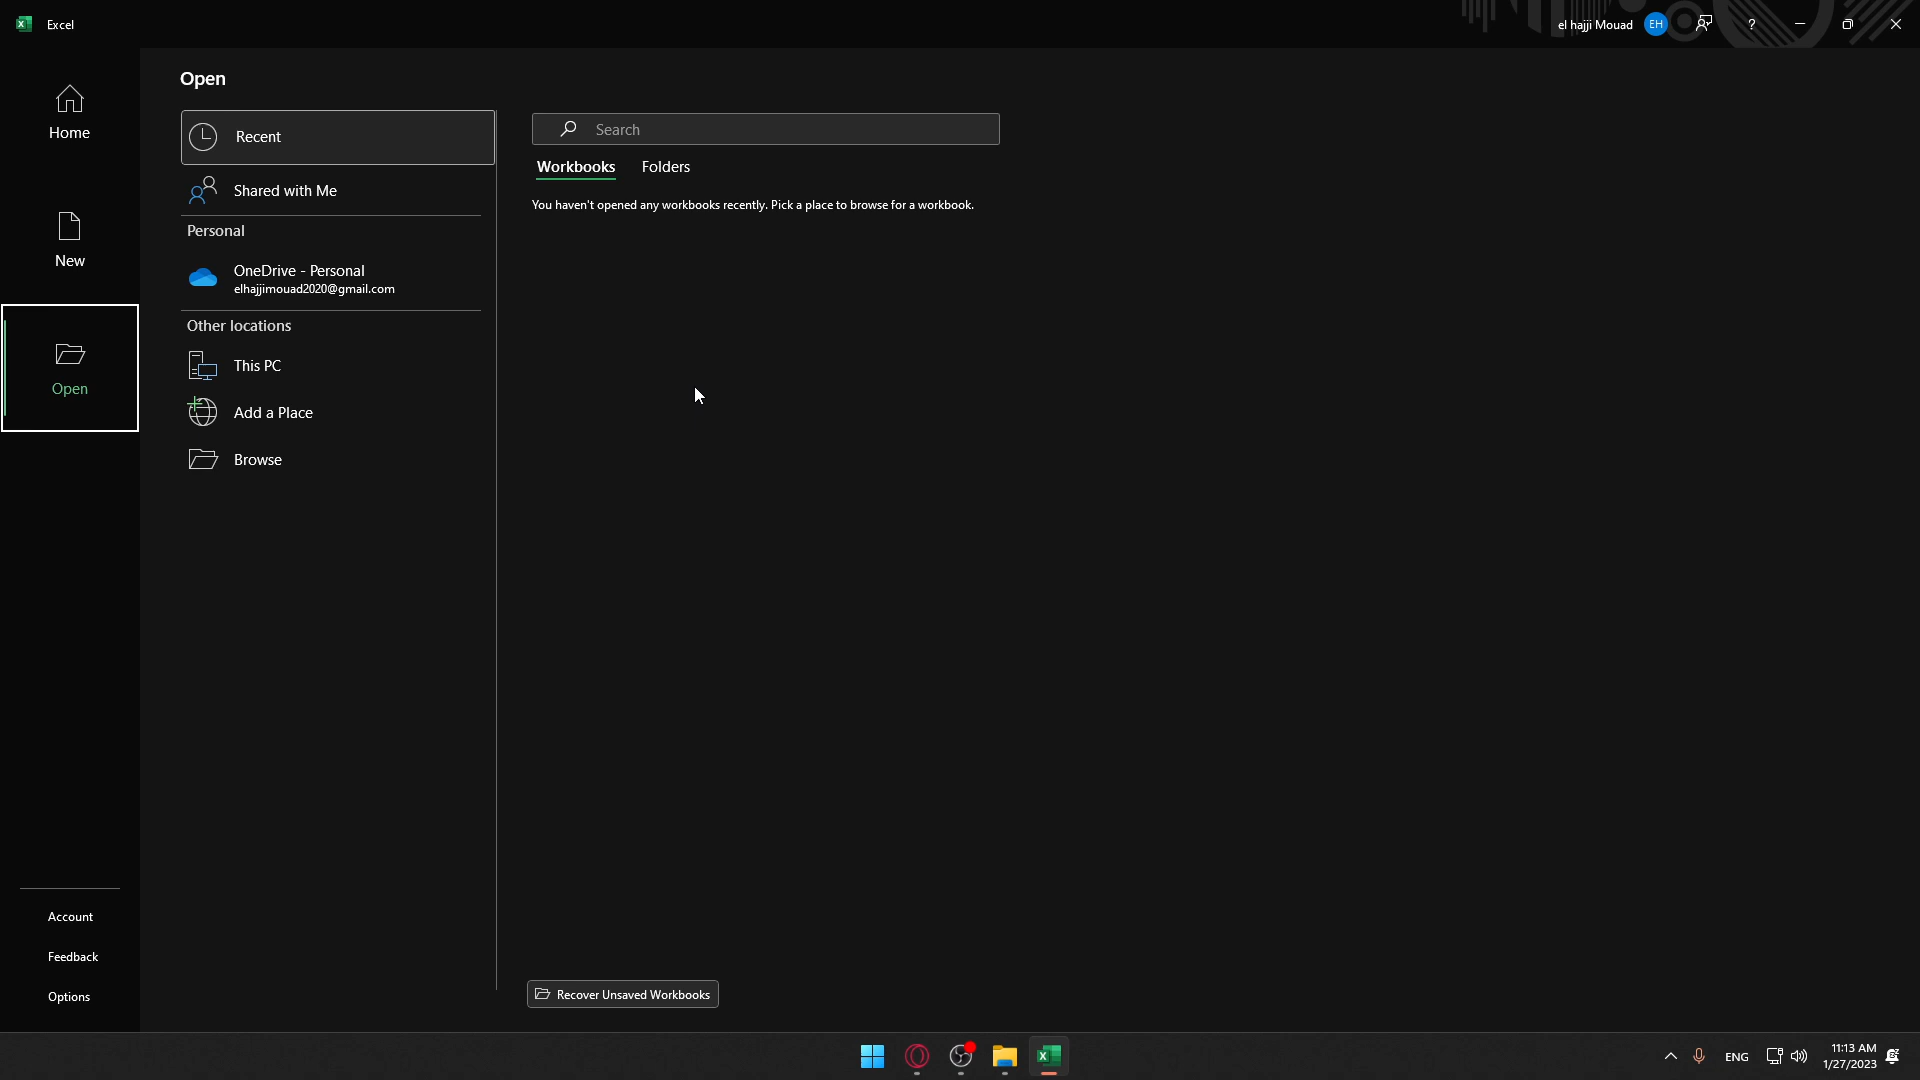 Excel
el hajji Mouad
EH
?
Home
New
Open
Account
Feedback
Options
Open
Recent
Shared with Me
Personal
OneDrive - Personal
elhajjimouad2020@gmail.com
Other locations
This PC
Add a Place
Browse
Search
Workbooks Folders
You haven't opened any workbooks recently. Pick a place to browse for a workbook.
Recover Unsaved Workbooks
ENG
11:13 AM
1/27/2023